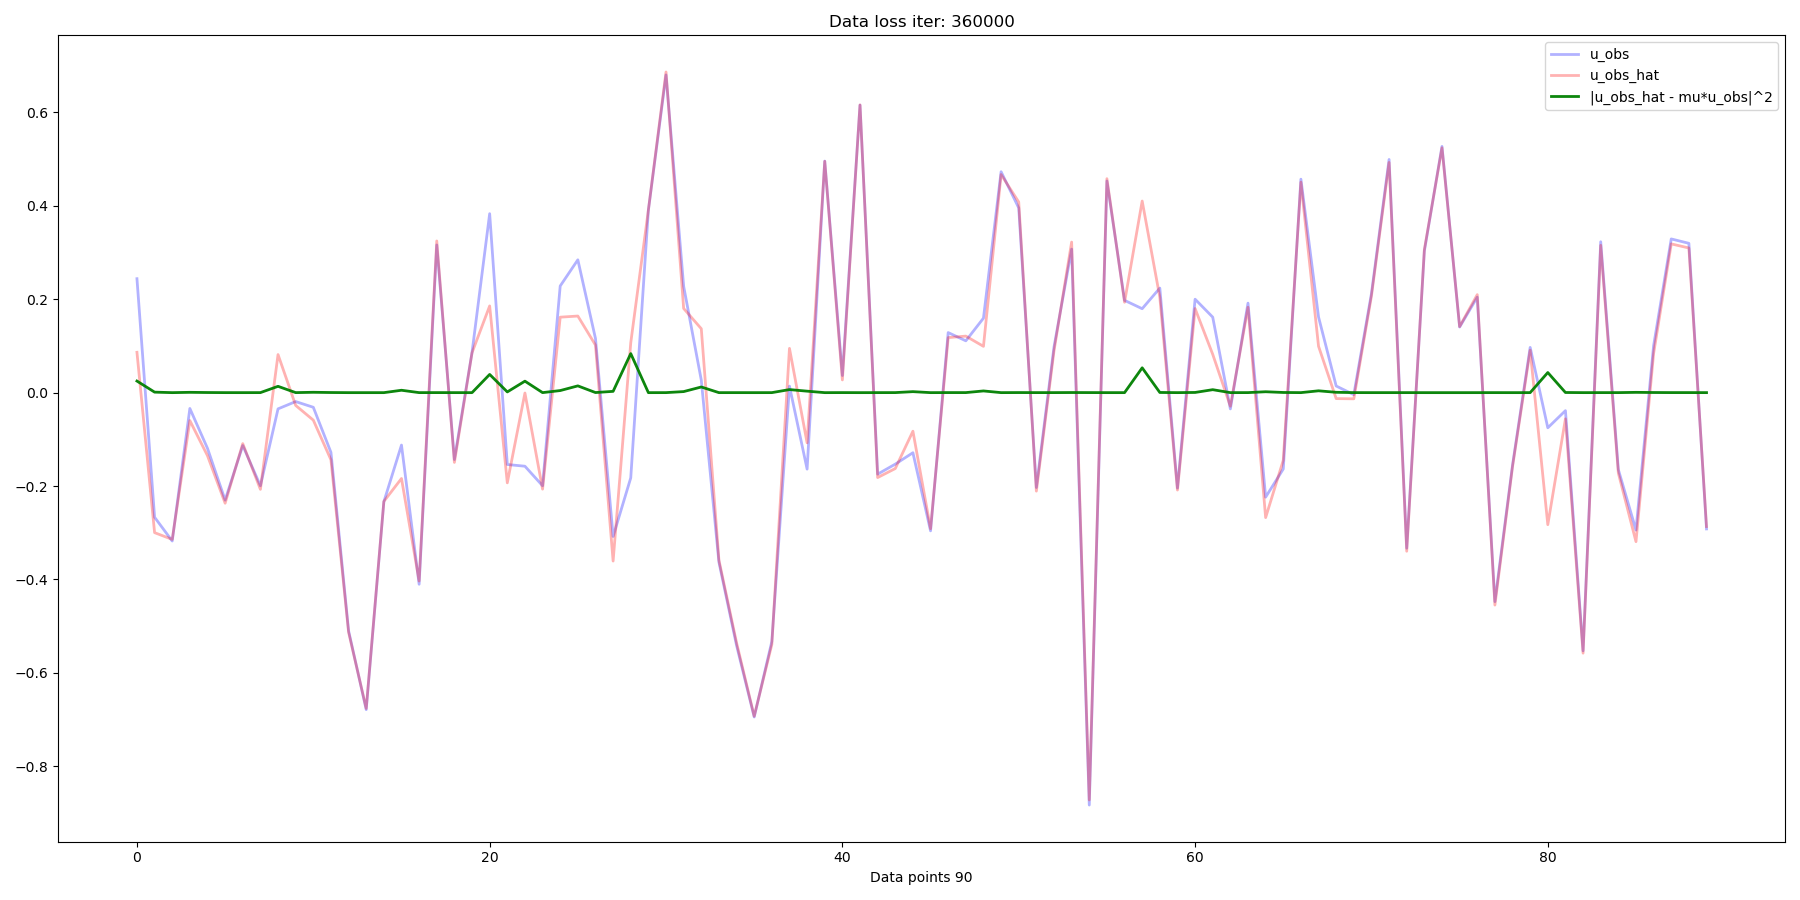 Data loss iter: 360000
u_obs
u_obs_hat
|u_obs_hat - mu*u_obs|^2
0.6
0.4
0.2
0.0
−0.2
−0.4
−0.6
−0.8
0 20 40 60 80
Data points 90